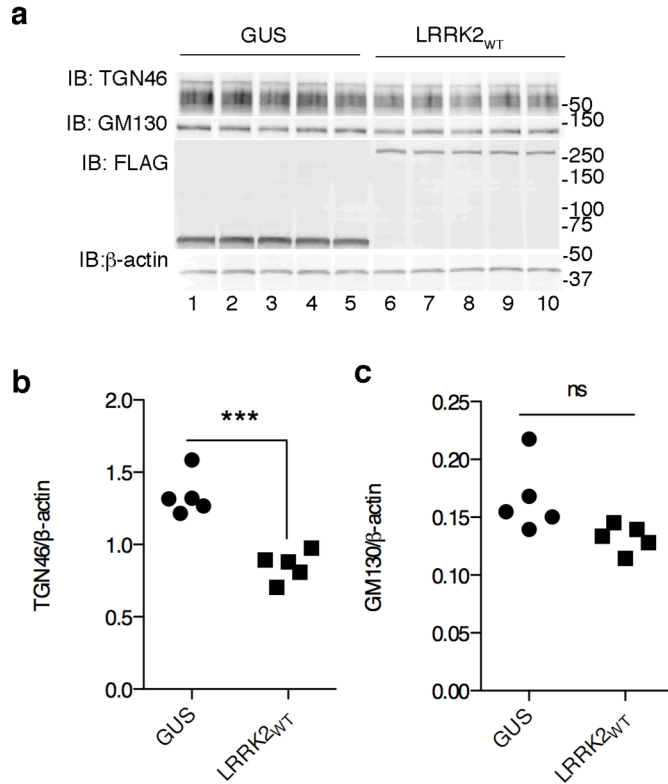 a
GUS LRRK2WT
IB: TGN46
-50
-150
IB: GM130
-250
IB: FLAG
-150
-100
-75
-50
IB:β-actin
-37
1 2 3 4 5 6 7 8 9 10
b
2.0
***
1.5
1.0
0.5
0.0
TGN46/β-actin
GUS
LRRK2WT
c
0.25
ns
0.20
0.15
0.10
0.05
0.00
GM130/β-actin
GUS
LRRK2WT